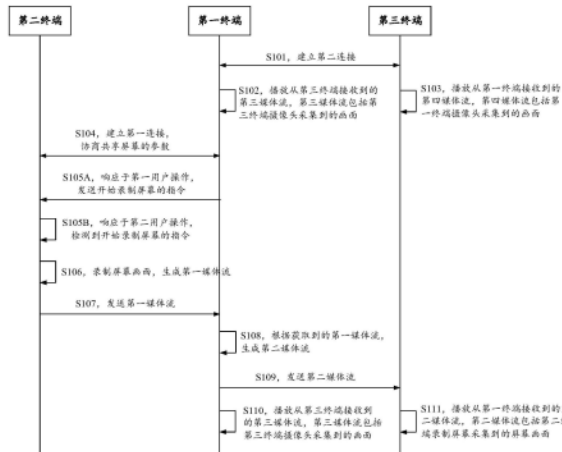 第二终端
第一终端
第三终端
S101，建立第二连接
S102，播放从第三终端接收到的
第三媒体流，第三媒体流包括第
三终端摄像头采集到的画面
S103，播放从第一终端接收到的
第四媒体流，第四媒体流包括第
一终端摄像头采集到的画面
S104，建立第一连接，
协商共享屏幕的参数
S105A，响应于第一用户操作，
发送开始录制屏幕的指令
S105B，响应于第二用户操作，
检测到开始录制屏幕的指令
S106，录制屏幕画面，生成第一媒体流
S107，发送第一媒体流
S108，根据获取到的第一媒体流，
生成第二媒体流
S109，发送第二媒体流
S110，播放从第三终端接收到
的第三媒体流，第三媒体流包括
第三终端摄像头采集到的画面
S111，播放从第一终端接收到的
二媒体流，第二媒体流包括第二
端录制屏幕采集到的屏幕画面